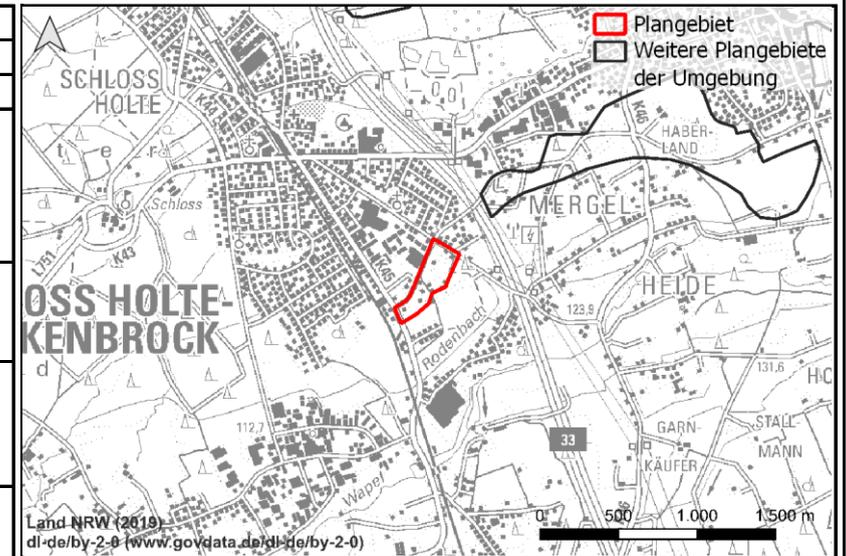 Plangebiet
Weitere Plangebiete
der Umgebung
SCHLOSS
HOLTE
K44
K46
HABER-
LAND
t e r
Schloss
MERGEL-
L751
K43
K45
HEIDE
OSS HOLTE-
KENBROCK
123,9
Rodenbach
d
131,6
HO
112,7
33
GARN-
KÄUFER
STALL-
MANN
Wapel
Land NRW (2019)
dl-de/by-2-0 (www.govdata.de/dl-de/by-2-0)
0 500 1.000 1.500 m